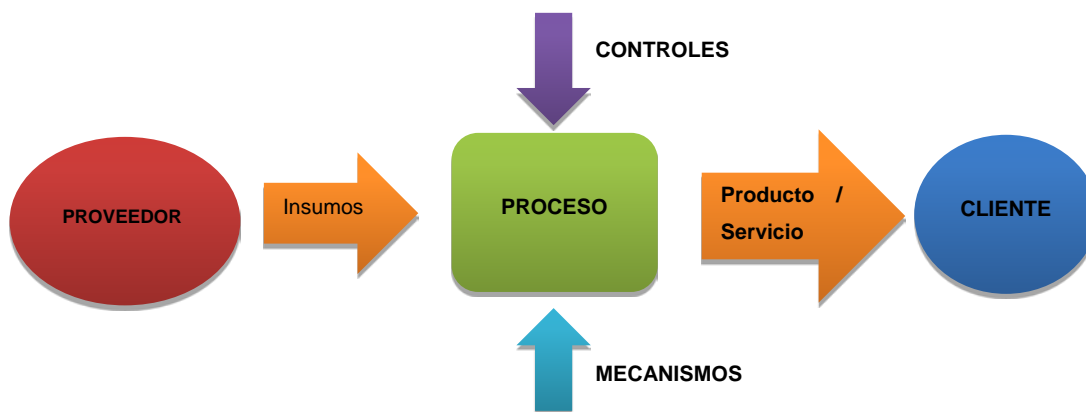 CONTROLES
PROVEEDOR
Insumos
PROCESO
Producto /
Servicio
CLIENTE
MECANISMOS